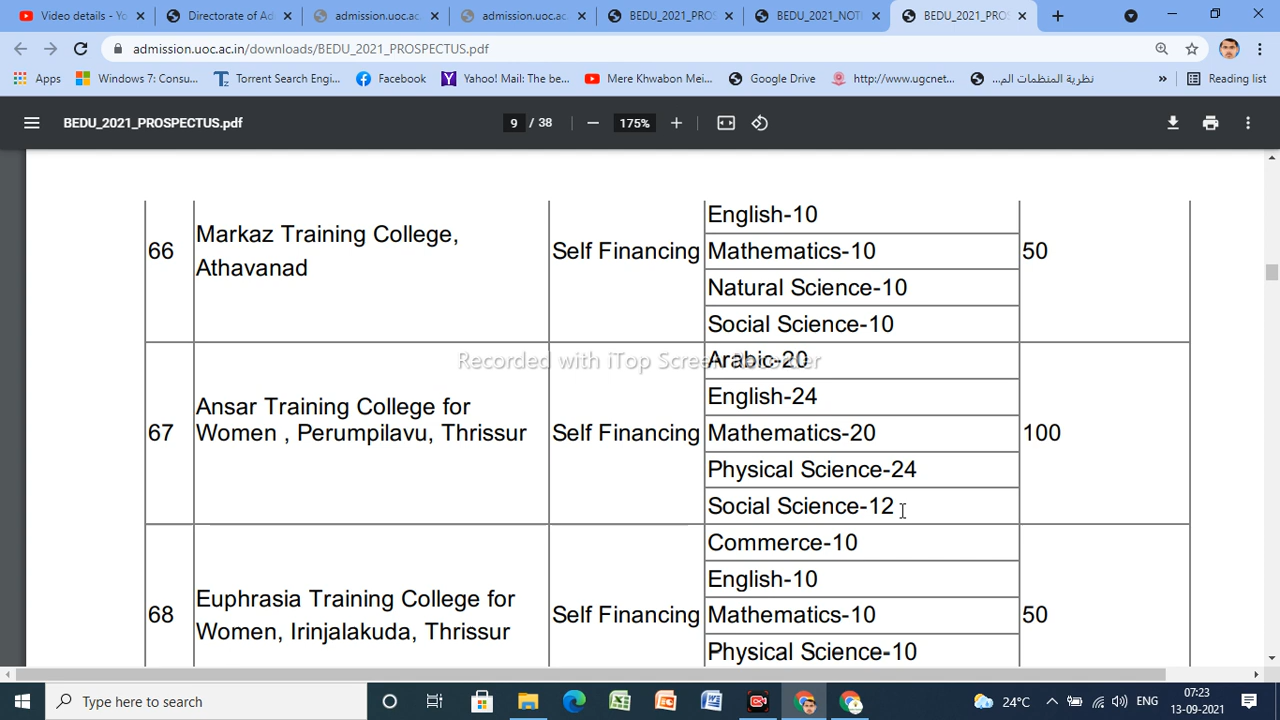 Video details - Yo
Directorate of Ad
admission.uoc.ac
admission.uoc.ac
BEDU_2021_PROS
BEDU_2021_NOTI
BEDU_2021_PROS
admission.uoc.ac.in/downloads/BEDU_2021_PROSPECTUS.pdf
Apps
Windows 7: Consu...
Torrent Search Engi...
Facebook
Yahoo! Mail: The be...
Mere Khwabon Mei...
Google Drive
http://www.ugcnet...
نظرية المنظمات الم...
»
Reading list
BEDU_2021_PROSPECTUS.pdf
9 / 38
175%
66
Markaz Training College,
Athavanad
Self Financing
English-10
Mathematics-10
Natural Science-10
Social Science-10
50
Recorded with iTop Screen Recorder
67
Ansar Training College for
Women , Perumpilavu, Thrissur
Self Financing
Arabic-20
English-24
Mathematics-20
Physical Science-24
Social Science-12
100
68
Euphrasia Training College for
Women, Irinjalakuda, Thrissur
Self Financing
Commerce-10
English-10
Mathematics-10
Physical Science-10
50
Type here to search
24°C
ENG
07:23
13-09-2021